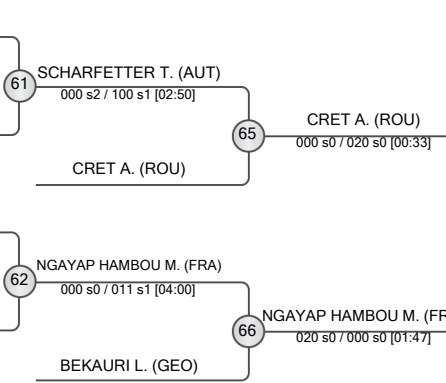 61
SCHARFETTER T. (AUT)
000 s2 / 100 s1 [02:50]
65
CRET A. (ROU)
000 s0 / 020 s0 [00:33]
CRET A. (ROU)
62
NGAYAP HAMBOU M. (FRA)
000 s0 / 011 s1 [04:00]
66
NGAYAP HAMBOU M. (FR
020 s0 / 000 s0 [01:47]
BEKAURI L. (GEO)